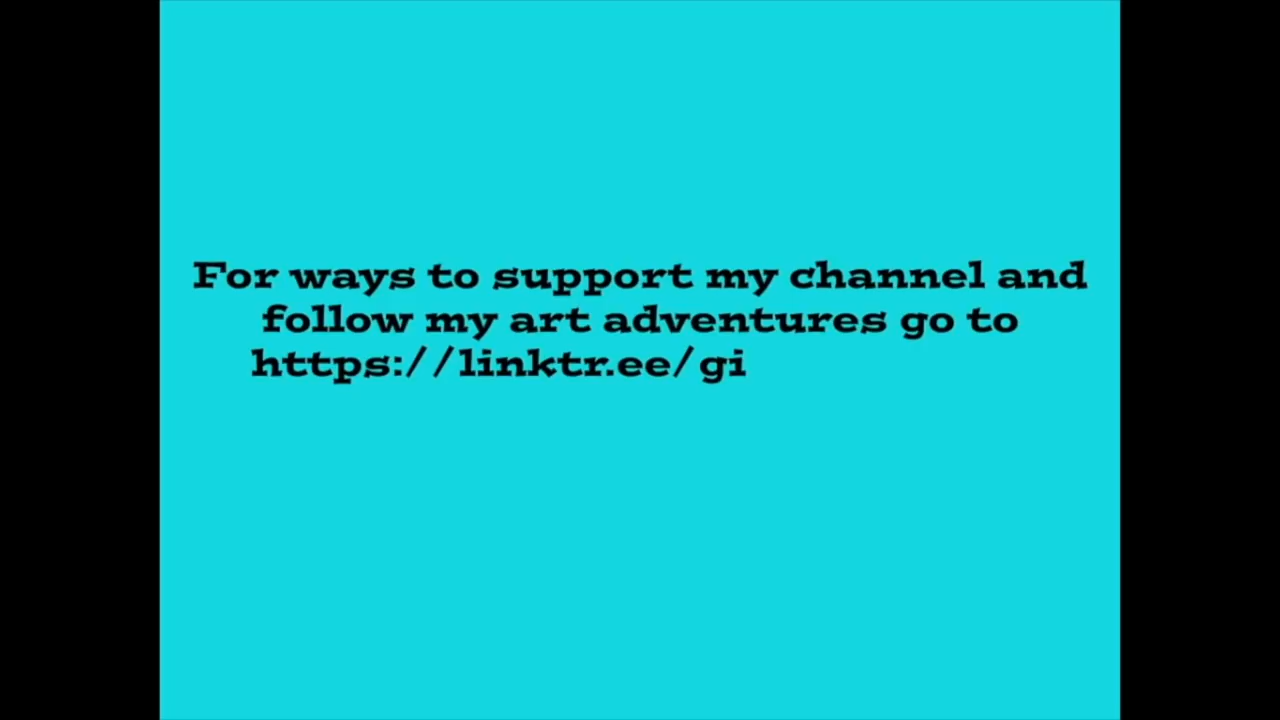 For ways to support my channel and
follow my art adventures go to
https://linktr.ee/gi